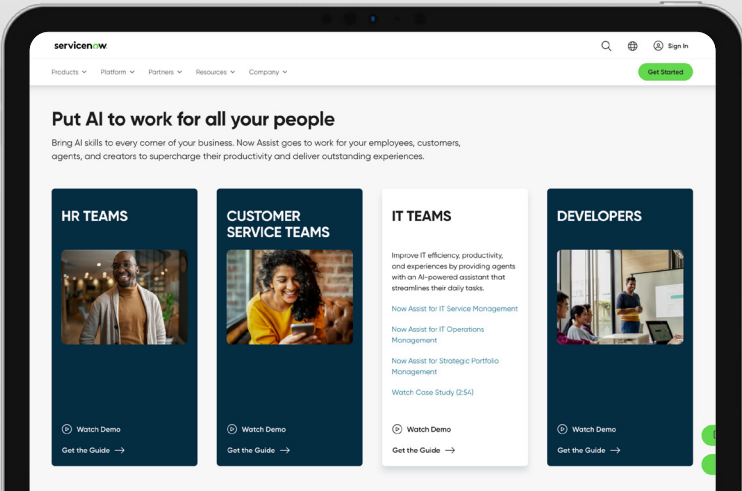 servicenow
Sign In
Products
Platform
Partners
Resources
Company
Get Started
Put AI to work for all your people
Bring AI skills to every corner of your business. Now Assist goes to work for your employees, customers,
agents, and creators to supercharge their productivity and deliver outstanding experiences.
HR TEAMS
Watch Demo
Get the Guide
CUSTOMER
SERVICE TEAMS
Watch Demo
Get the Guide
IT TEAMS
Improve IT efficiency, productivity,
and experiences by providing agents
with an AI-powered assistant that
streamlines their daily tasks.
Now Assist for IT Service Management
Now Assist for IT Operations
Management
Now Assist for Strategic Portfolio
Management
Watch Case Study (2:54)
Watch Demo
Get the Guide
DEVELOPERS
Watch Demo
Get the Guide